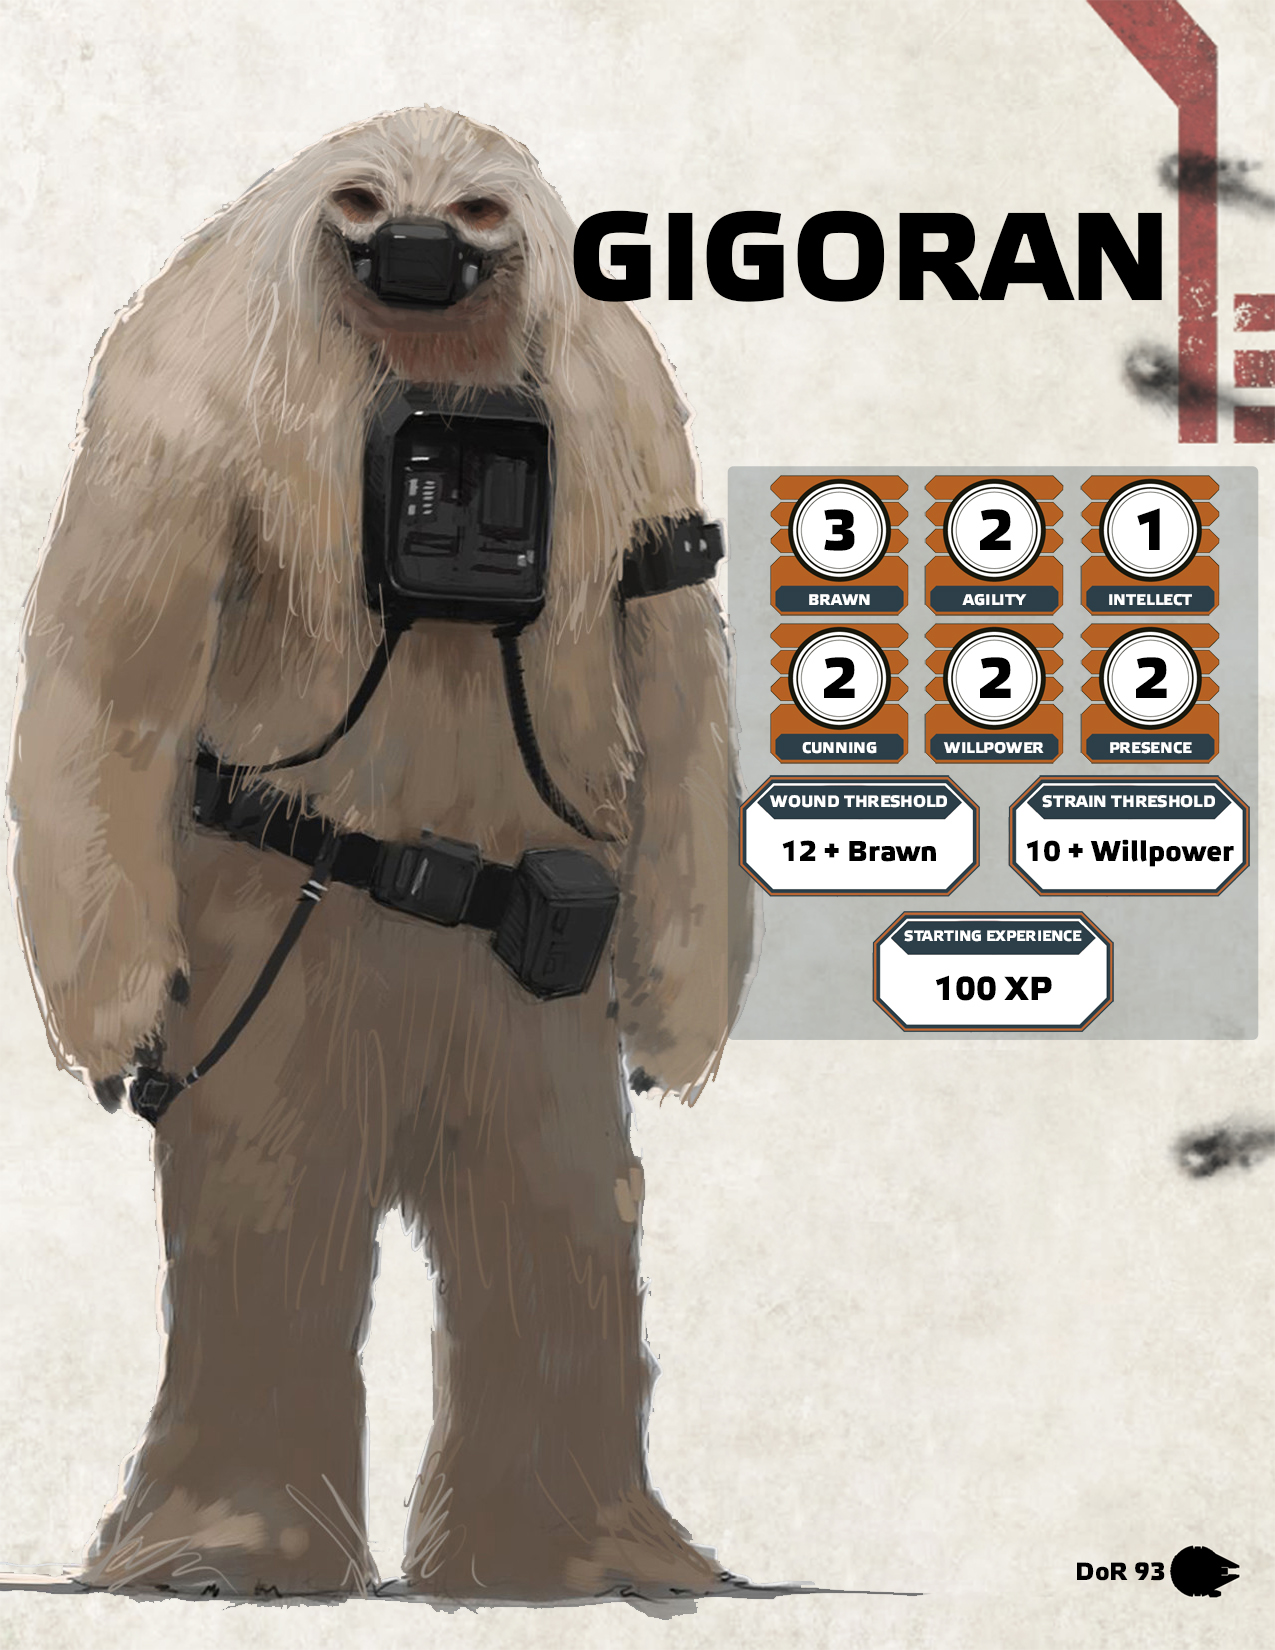 GIGORAN
3 2 1
BRAWN AGILITY INTELLECT
2 2 2
CUNNING WILLPOWER PRESENCE
WOUND THRESHOLD STRAIN THRESHOLD
12 + Brawn 10 + Willpower
STARTING EXPERIENCE
100 XP
DoR 93